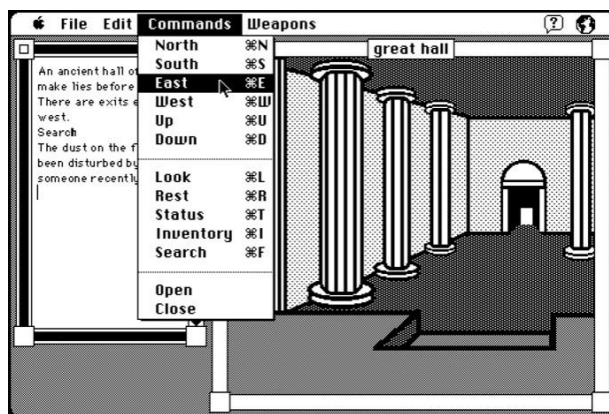 File Edit Commands Weapons
great hall
An ancient hall of
make lies before
There are exits e
west.
Search
The dust on the f
been disturbed by
someone recently
North ⌘N
South ⌘S
East ⌘E
West ⌘W
Up ⌘U
Down ⌘D
Look ⌘L
Rest ⌘R
Status ⌘T
Inventory ⌘I
Search ⌘F
Open
Close